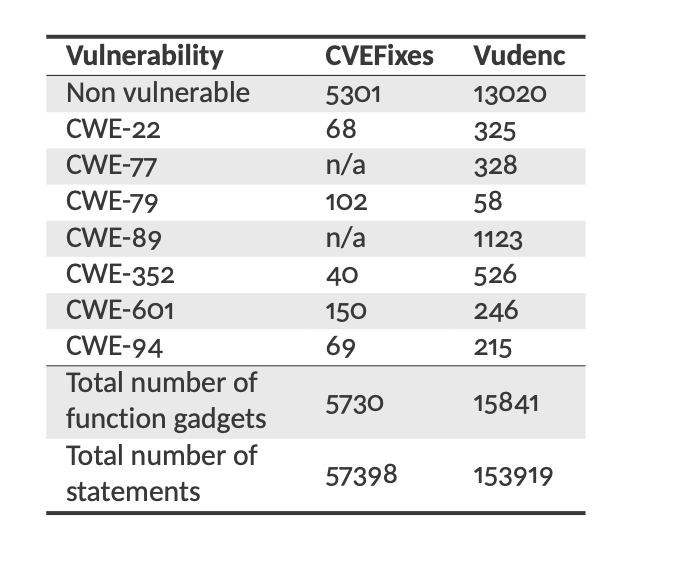 Vulnerability CVEFixes Vudenc
Non vulnerable 5301 13020
CWE-22 68 325
CWE-77 n/a 328
CWE-79 102 58
CWE-89 n/a 1123
CWE-352 40 526
CWE-601 150 246
CWE-94 69 215
Total number of
function gadgets 5730 15841
Total number of
statements 57398 153919